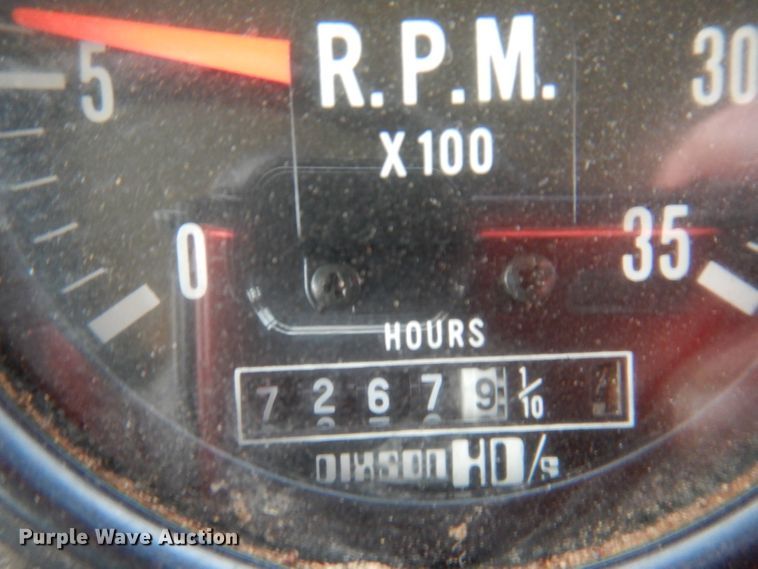 R.P.M.
X100
5
30
0
35
HOURS
7 2 6 7 9 1/10
Purple Wave Auction